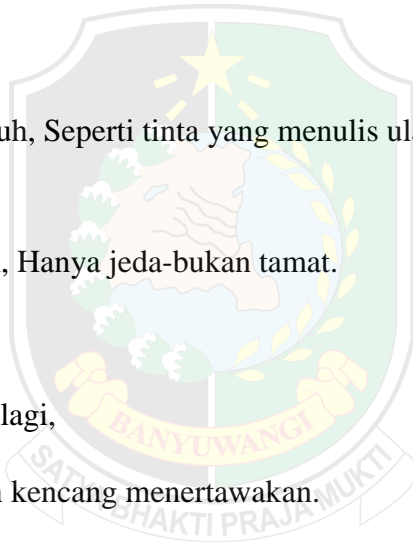 uh, Seperti tinta yang menulis ul
, Hanya jeda-bukan tamat.
lagi,
BANYUWANGI
kencang menertawakan.
SATYA BHAKTI PRAJA MUKTI